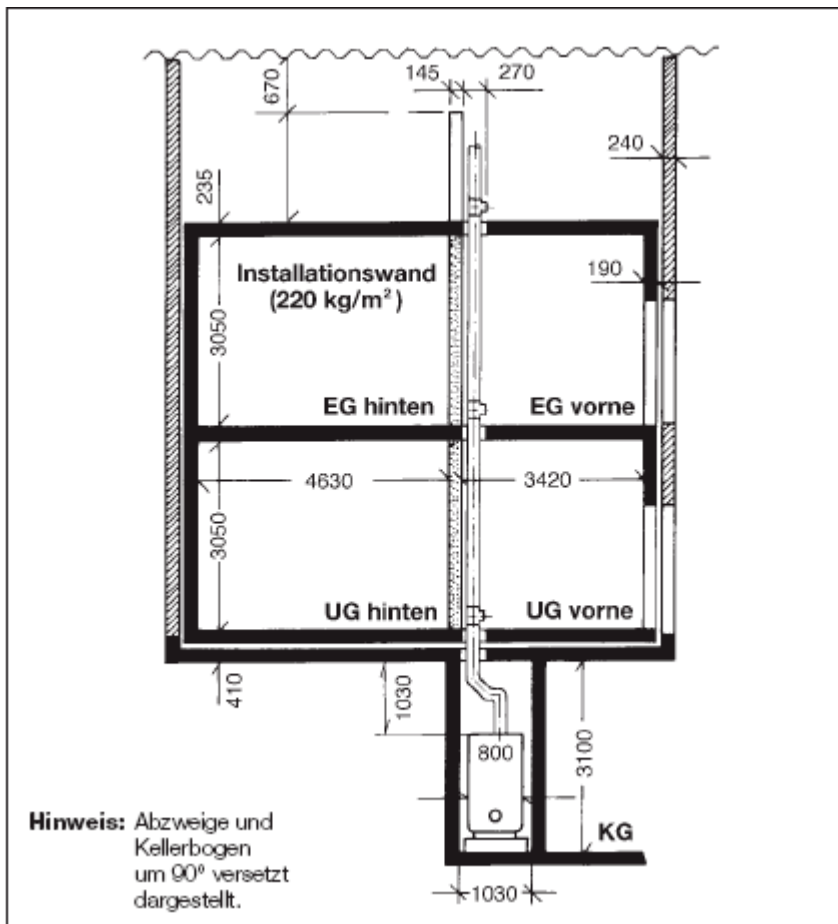 145
270
670
240
235
Installationswand
(220 kg/m²)
190
3050
EG hinten
EG vorne
4630
3420
3050
UG hinten
UG vorne
410
1030
800
3100
Hinweis: Abzweige und
Kellerbogen
um 90° versetzt
dargestellt.
KG
1030